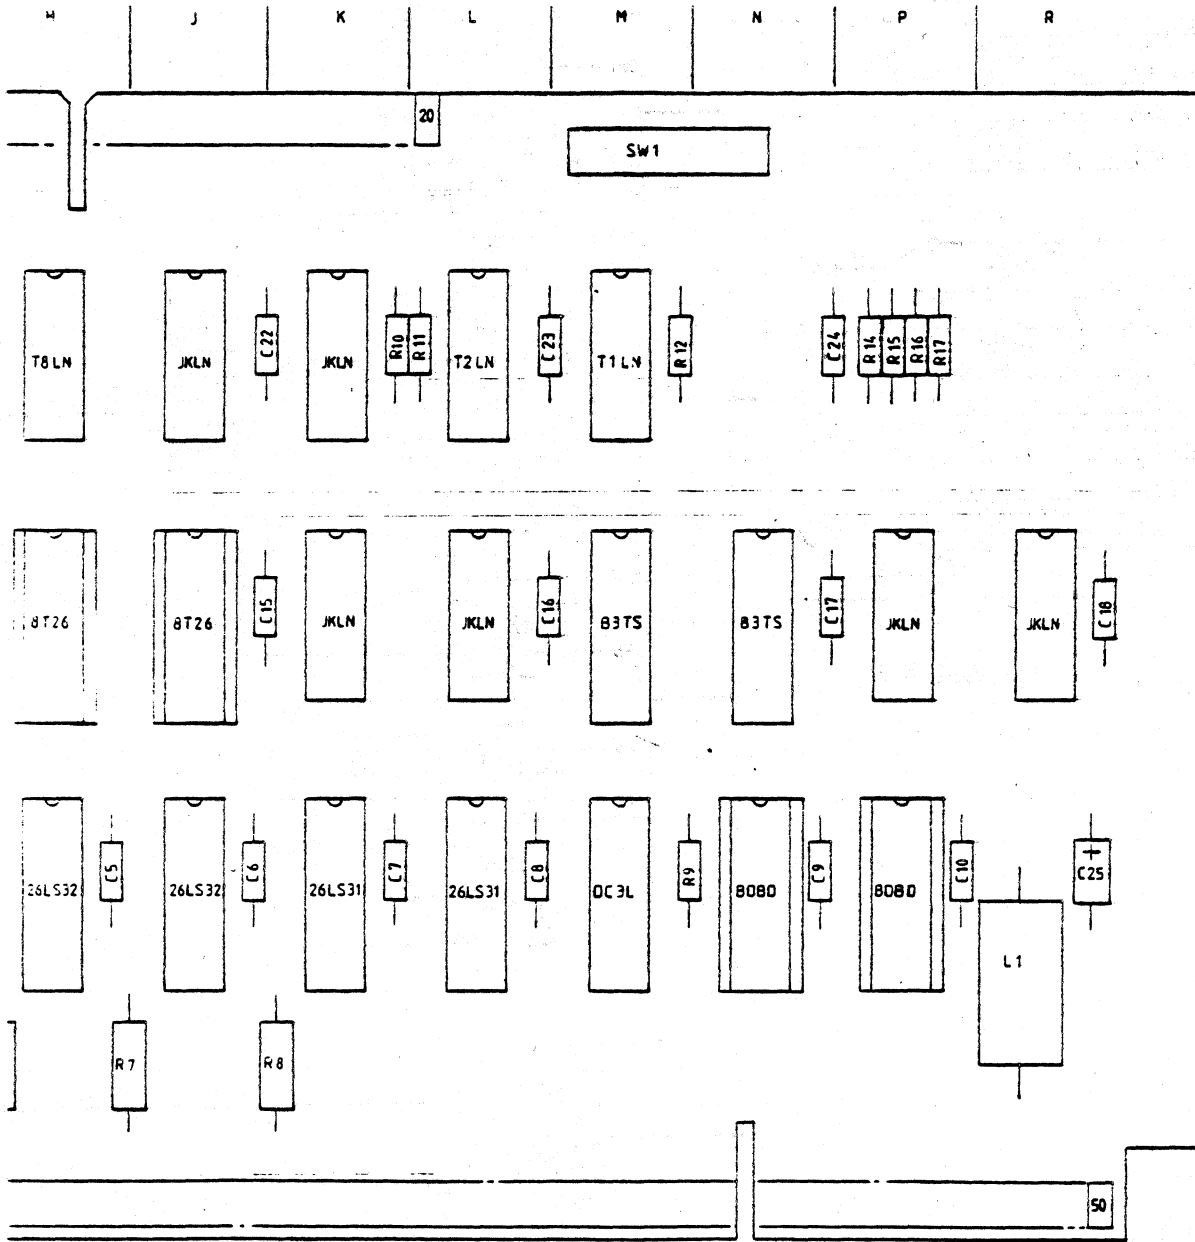 H J K L M N P R
20
SW1
T8LN JKLN C22 JKLN R10 R11 T2LN C23 T1LN R12 C24 R14 R15 R16 R17
8T26 8T26 C15 JKLN JKLN C16 83TS 83TS C17 JKLN JKLN C18
26LS32 C5 26LS32 C6 26LS31 C7 26LS31 C8 OC3L R9 8080 C9 8080 C10 C25
L1
R7 R8
50